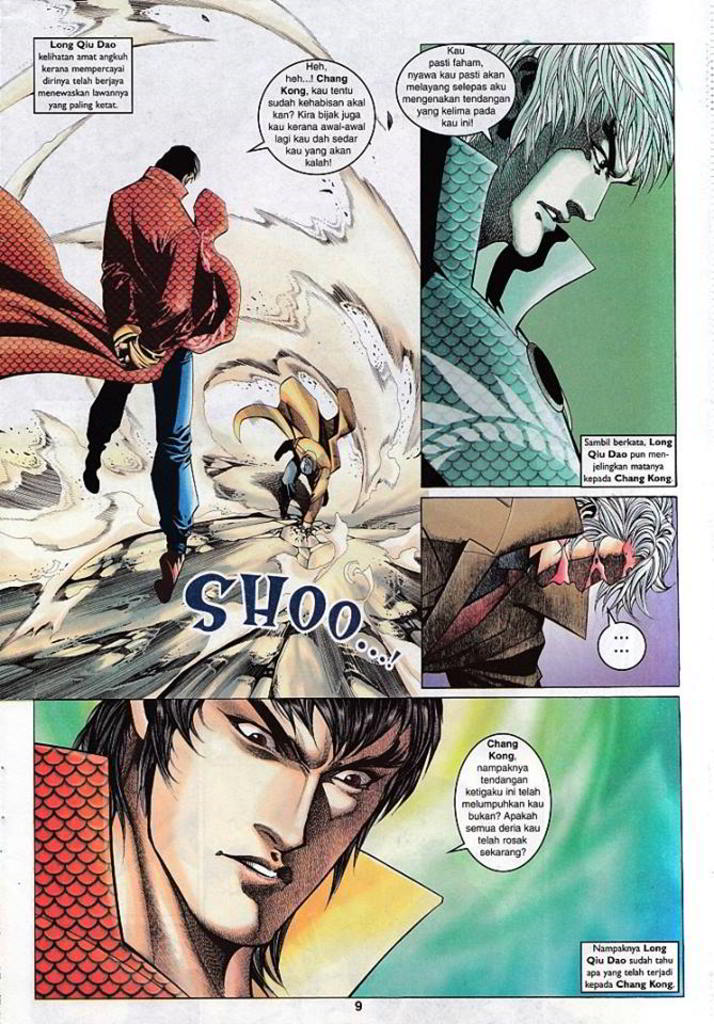 Long Qiu Dao
kelihatan amat angkuh
kerana mempercayai
dirinya telah berjaya
menewaskan lawannya
yang paling ketat.
Heh,
heh...! Chang
Kong, kau tentu
sudah kehabisan akal
kan? Kira bijak juga
kau kerana awal-awal
lagi kau dah sedar
kau yang akan
kalah!
Kau
pasti faham,
nyawa kau pasti akan
melayang selepas aku
mengenakan tendangan
yang kelima pada
kau ini!
Sambil berkata, Long
Qiu Dao pun men-
jelingkan matanya
kepada Chang Kong.
SHOO...!
...
...
Chang
Kong,
nampaknya
tendangan
ketigaku ini telah
melumpuhkan kau
bukan? Apakah
semua deria kau
telah rosak
sekarang?
Nampaknya Long
Qiu Dao sudah tahu
apa yang telah terjadi
kepada Chang Kong.
9